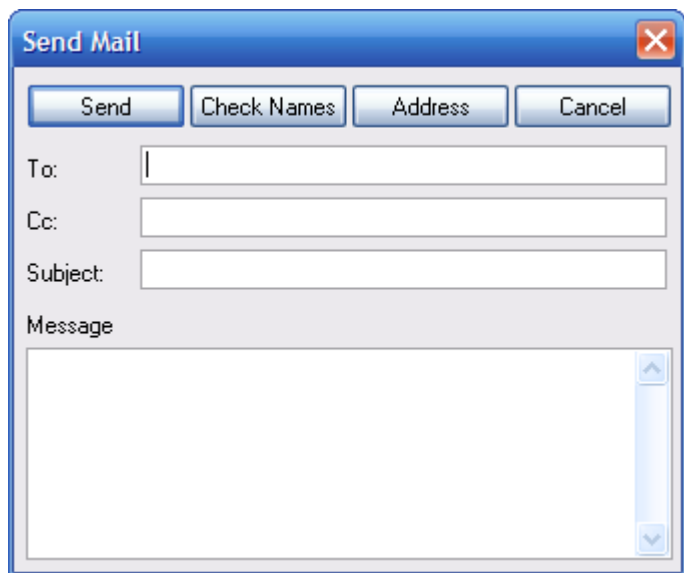 Send Mail
Send Check Names Address Cancel
To:
Cc:
Subject:
Message